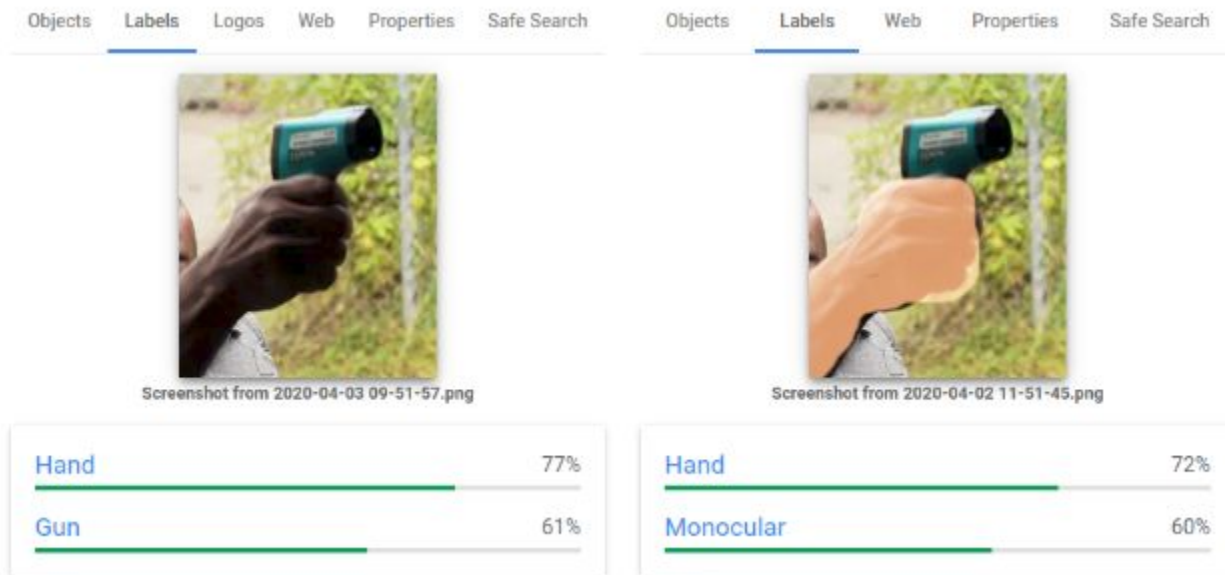 Objects Labels Logos Web Properties Safe Search
Screenshot from 2020-04-03 09-51-57.png
Hand 77%
Gun 61%
Objects Labels Web Properties Safe Search
Screenshot from 2020-04-02 11-51-45.png
Hand 72%
Monocular 60%